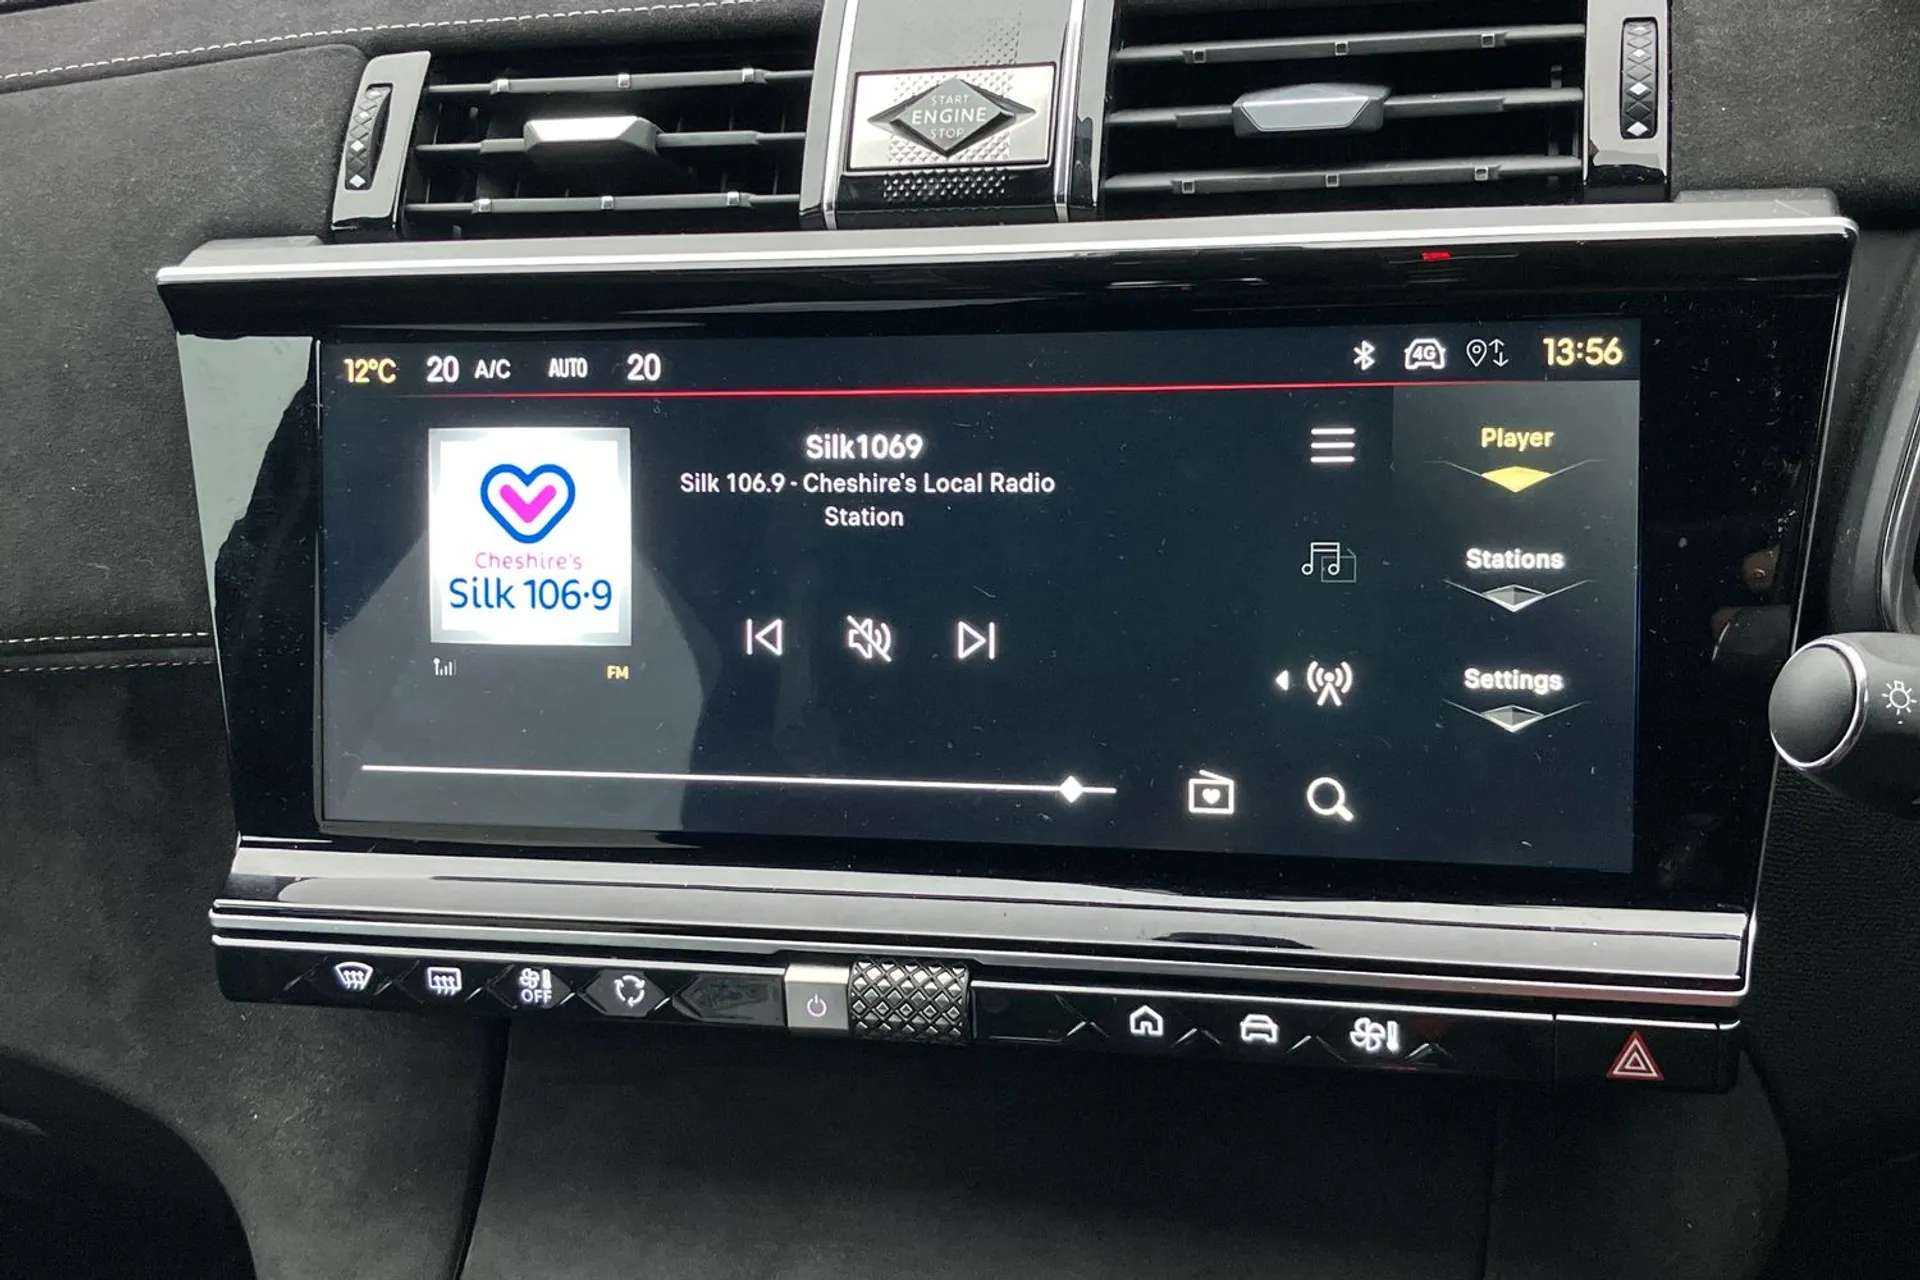 START
ENGINE
STOP
12°C 20 A/C AUTO 20 4G 13:56
Silk1069
Silk 106.9 - Cheshire's Local Radio
Station
Cheshire's
Silk 106·9
FM
Player
Stations
Settings
OFF